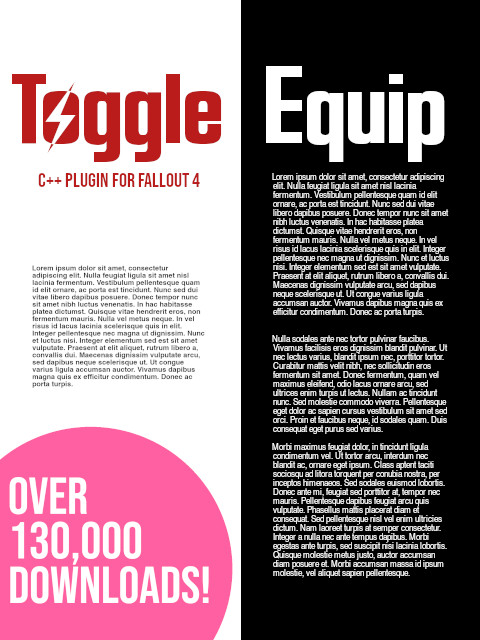 Toggle
C++ PLUGIN FOR FALLOUT 4
Lorem ipsum dolor sit amet, consectetur
adipiscing elit. Nulla feugiat ligula sit amet nisl
lacinia fermentum. Vestibulum pellentesque quam
id elit ornare, ac porta est tincidunt. Nunc sed dui
vitae libero dapibus posuere. Donec tempor nunc
sit amet nibh luctus venenatis. In hac habitasse
platea dictumst. Quisque vitae hendrerit eros, non
fermentum mauris. Nulla vel metus neque. In vel
risus id lacus lacinia scelerisque quis in elit.
Integer pellentesque nec magna ut dignissim. Nunc
et luctus nisi. Integer elementum sed est sit amet
vulputate. Praesent at elit aliquet, rutrum libero a,
convallis dui. Maecenas dignissim vulputate arcu,
sed dapibus neque scelerisque ut. Ut congue
varius ligula accumsan auctor. Vivamus dapibus
magna quis ex efficitur condimentum. Donec ac
porta turpis.
OVER
130,000
DOWNLOADS!
Equip
Lorem ipsum dolor sit amet, consectetur adipiscing
elit. Nulla feugiat ligula sit amet nisl lacinia
fermentum. Vestibulum pellentesque quam id elit
ornare, ac porta est tincidunt. Nunc sed dui vitae
libero dapibus posuere. Donec tempor nunc sit amet
nibh luctus venenatis. In hac habitasse platea
dictumst. Quisque vitae hendrerit eros, non
fermentum mauris. Nulla vel metus neque. In vel
risus id lacus lacinia scelerisque quis in elit. Integer
pellentesque nec magna ut dignissim. Nunc et luctus
nisi. Integer elementum sed est sit amet vulputate.
Praesent at elit aliquet, rutrum libero a, convallis dui.
Maecenas dignissim vulputate arcu, sed dapibus
neque scelerisque ut. Ut congue varius ligula
accumsan auctor. Vivamus dapibus magna quis ex
efficitur condimentum. Donec ac porta turpis.
Nulla sodales ante nec tortor pulvinar faucibus.
Vivamus facilisis eros dignissim blandit pulvinar. Ut
nec lectus varius, blandit ipsum nec, porttitor tortor.
Curabitur mattis velit nibh, nec sollicitudin eros
fermentum sit amet. Donec fermentum, quam vel
maximus eleifend, odio lacus ornare arcu, sed
ultrices enim turpis ut lectus. Nullam ac tincidunt
nunc. Sed molestie commodo viverra. Pellentesque
eget dolor ac sapien cursus vestibulum sit amet sed
orci. Proin et faucibus neque, id sodales quam. Duis
consequat eget purus sed varius.
Morbi maximus feugiat dolor, in tincidunt ligula
condimentum vel. Ut tortor arcu, interdum nec
blandit ac, ornare eget ipsum. Class aptent taciti
sociosqu ad litora torquent per conubia nostra, per
inceptos himenaeos. Sed sodales euismod lobortis.
Donec ante mi, feugiat sed porttitor at, tempor nec
mauris. Pellentesque dapibus feugiat arcu quis
vulputate. Phasellus mattis placerat diam et
consequat. Sed pellentesque nisl vel enim ultricies
dictum. Nam laoreet turpis at semper consectetur.
Integer a nulla nec ante tempus dapibus. Morbi
egestas ante turpis, sed suscipit nisi lacinia lobortis.
Quisque molestie metus justo, auctor accumsan
diam posuere et. Morbi accumsan massa id ipsum
molestie, vel aliquet sapien pellentesque.